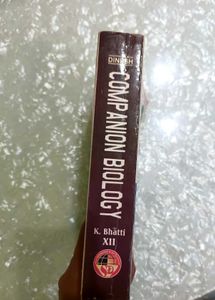 DINESH
COMPANION BIOLOGY
K. Bhatti
XII